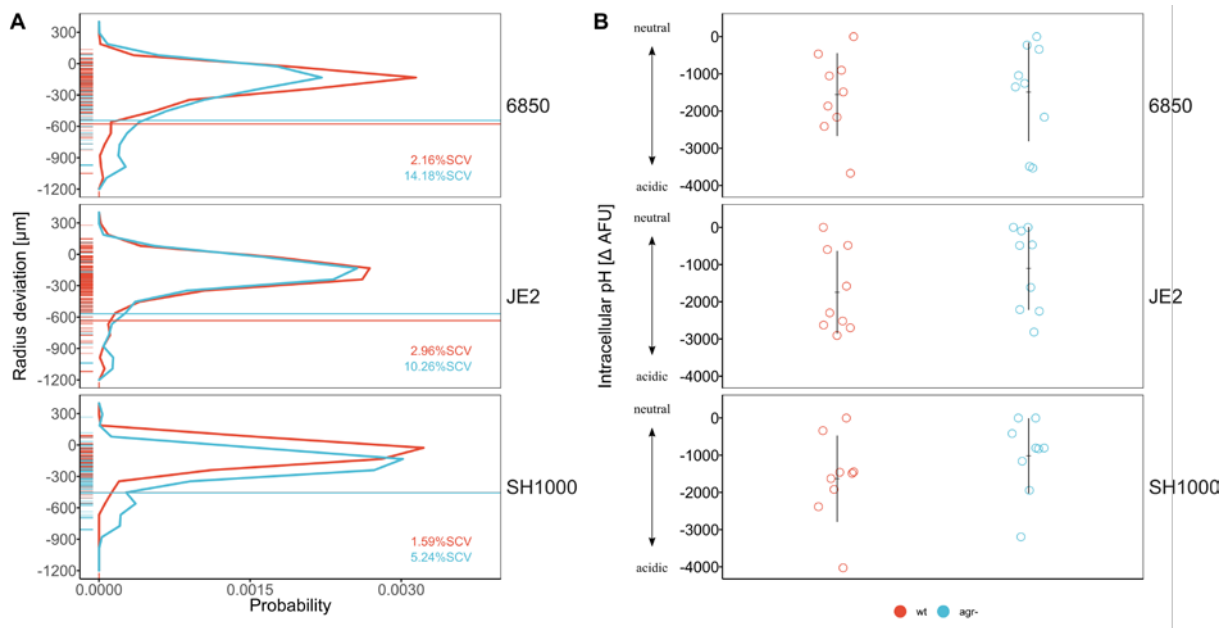 A
Radius deviation [µm]
300
0
-300
-600
-900
-1200
2.16%SCV
14.18%SCV
6850
300
0
-300
-600
-900
-1200
2.96%SCV
10.26%SCV
JE2
300
0
-300
-600
-900
-1200
1.59%SCV
5.24%SCV
SH1000
0.0000
0.0015
0.0030
Probability
B
Intracellular pH [Δ AFU]
neutral
acidic
0
-1000
-2000
-3000
-4000
6850
neutral
acidic
0
-1000
-2000
-3000
-4000
JE2
neutral
acidic
0
-1000
-2000
-3000
-4000
SH1000
wt
agr-